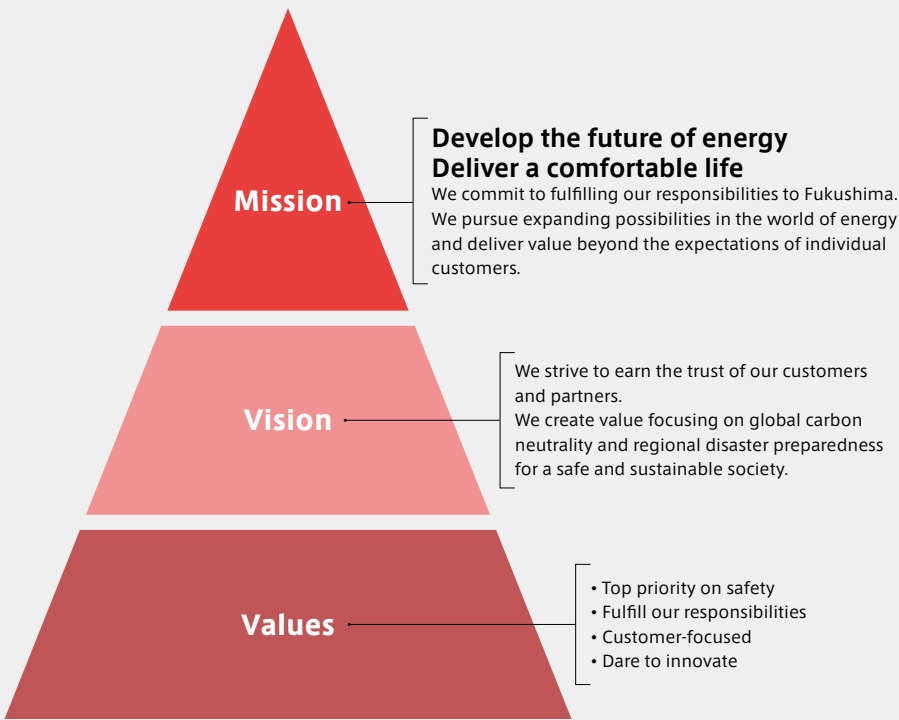 Mission
Develop the future of energy
Deliver a comfortable life
We commit to fulfilling our responsibilities to Fukushima.
We pursue expanding possibilities in the world of energy
and deliver value beyond the expectations of individual
customers.
Vision
We strive to earn the trust of our customers
and partners.
We create value focusing on global carbon
neutrality and regional disaster preparedness
for a safe and sustainable society.
Values
• Top priority on safety
• Fulfill our responsibilities
• Customer-focused
• Dare to innovate